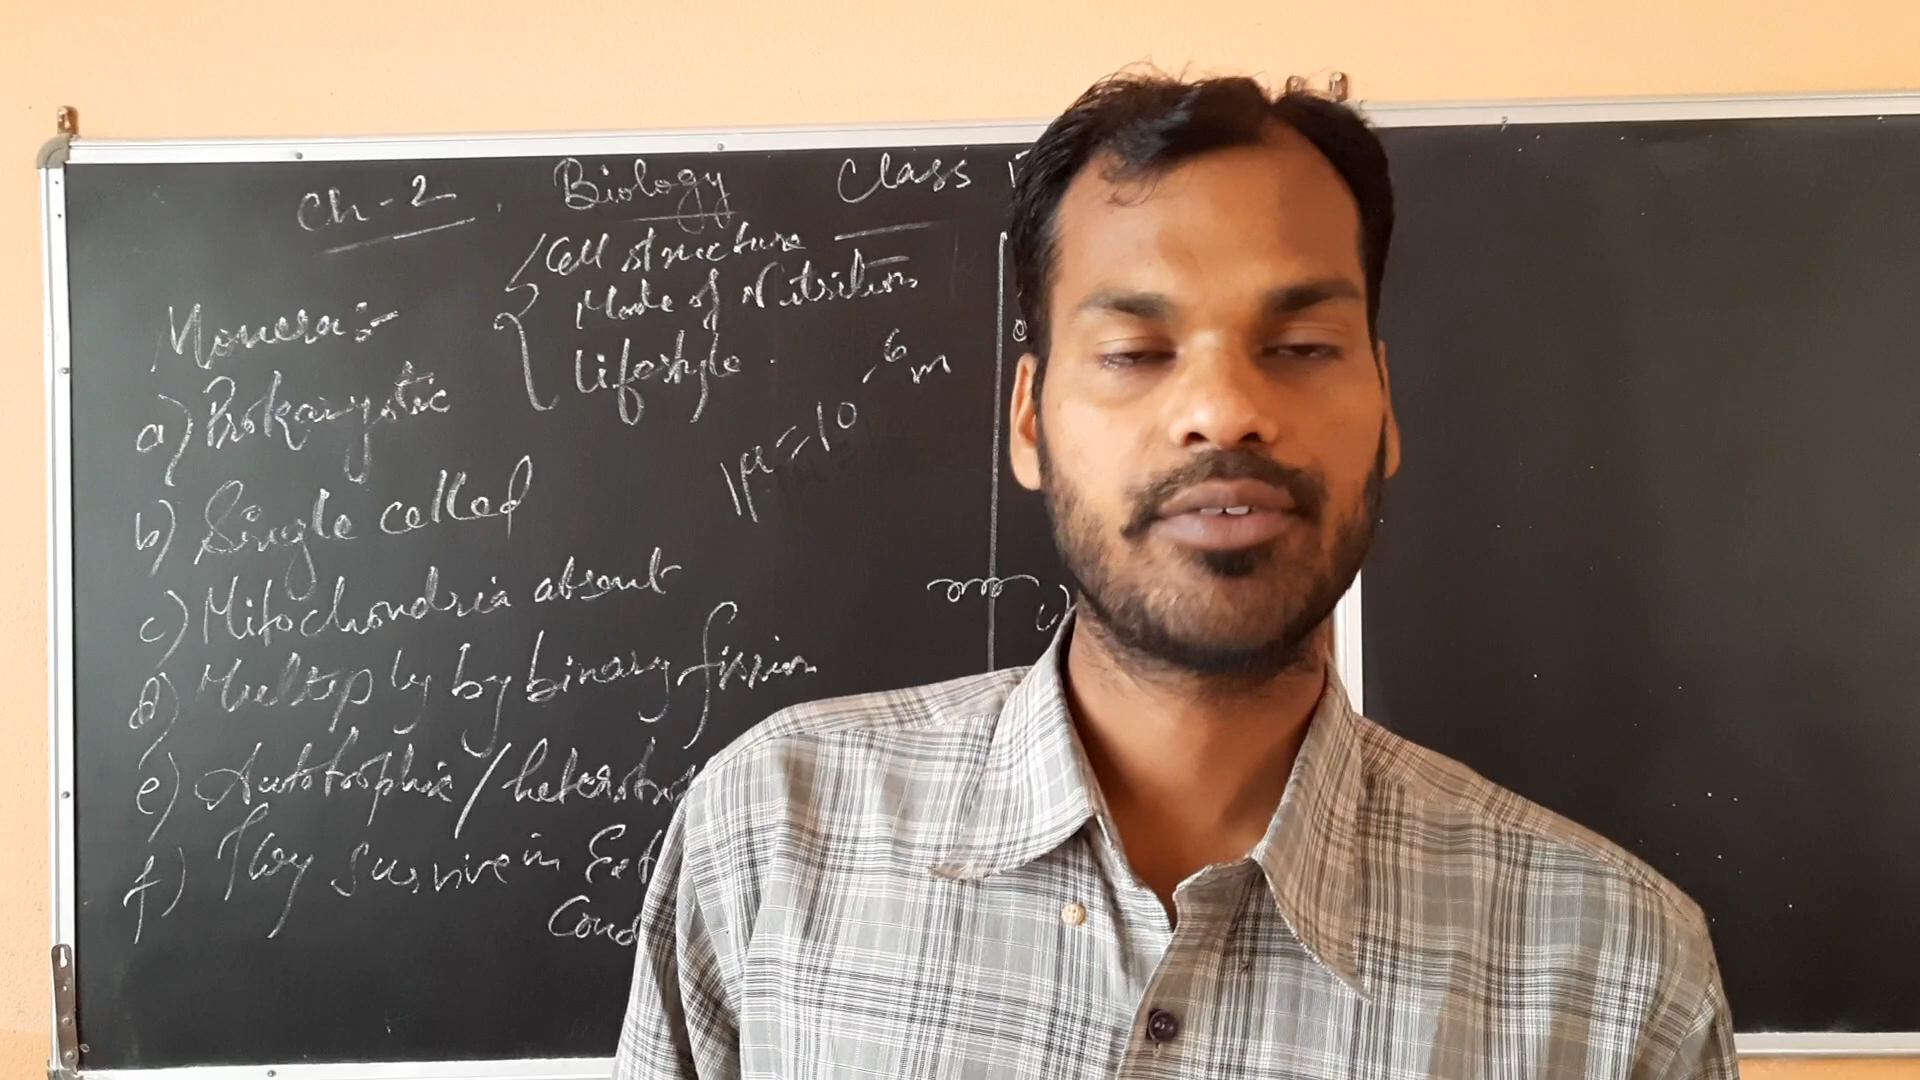 Ch-2, Biology Class
Cell structure
Mode of Nutrition
Lifestyle.
Monera:-
1μ=10^-6 m
a) Prokaryotic
b) Single celled
c) Mitochondria absent
d) Multiply by binary fission
e) Autotrophic/
f) They survive in
c)